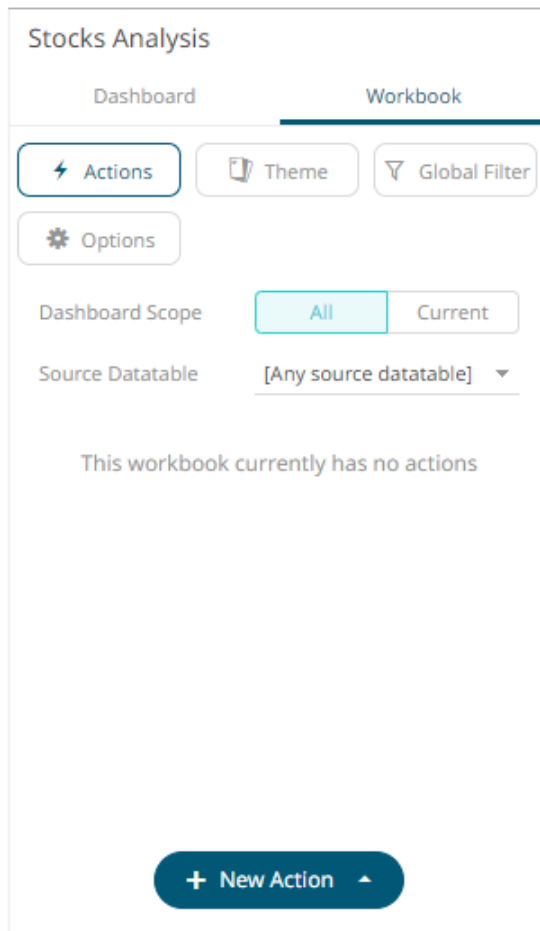 Stocks Analysis
Dashboard Workbook
Actions Theme Global Filter
Options
Dashboard Scope All Current
Source Datatable [Any source datatable]
This workbook currently has no actions
+ New Action